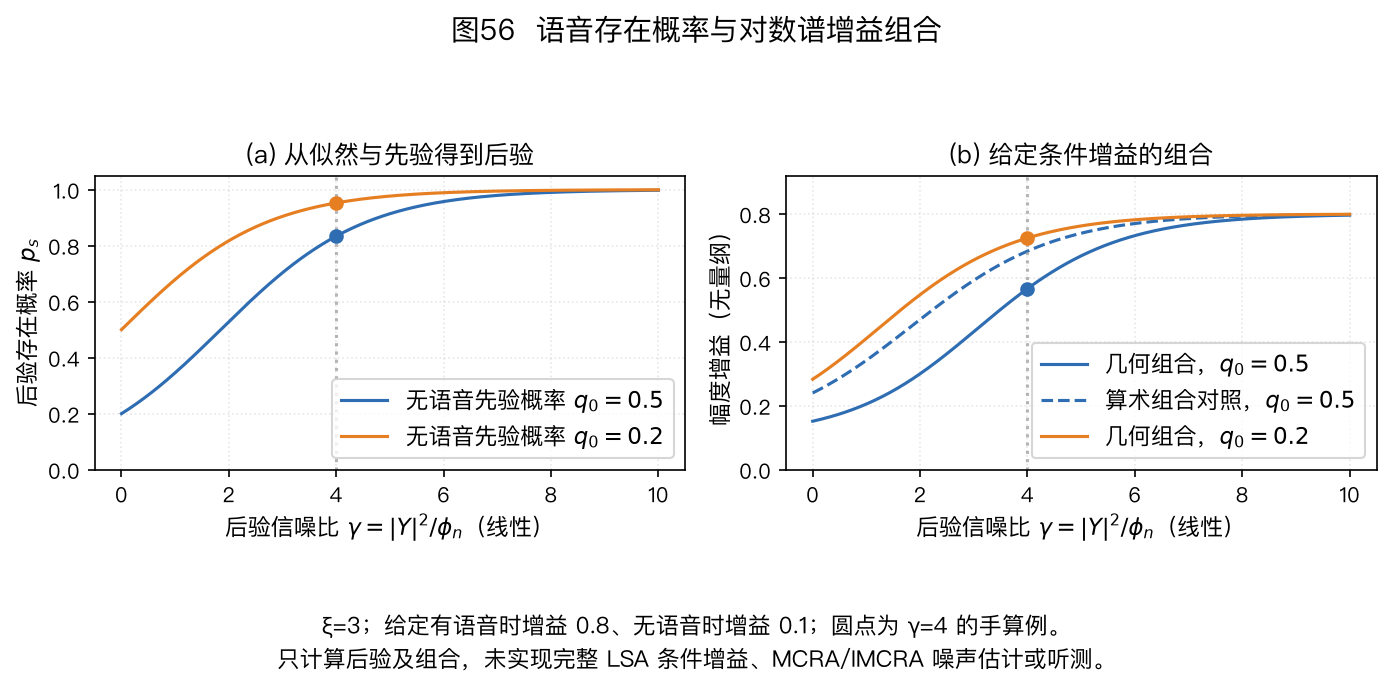 图56 语音存在概率与对数谱增益组合
(a) 从似然与先验得到后验
后验存在概率 pₛ
1.0
0.8
0.6
0.4
0.2
0.0
0 2 4 6 8 10
无语音先验概率 q₀ = 0.5
无语音先验概率 q₀ = 0.2
后验信噪比 γ = |Y|²/ϕₙ（线性）
(b) 给定条件增益的组合
幅度增益（无量纲）
0.8
0.6
0.4
0.2
0.0
0 2 4 6 8 10
几何组合，q₀ = 0.5
算术组合对照，q₀ = 0.5
几何组合，q₀ = 0.2
后验信噪比 γ = |Y|²/ϕₙ（线性）
ξ=3；给定有语音时增益 0.8、无语音时增益 0.1；圆点为 γ=4 的手算例。
只计算后验及组合，未实现完整 LSA 条件增益、MCRA/IMCRA 噪声估计或听测。